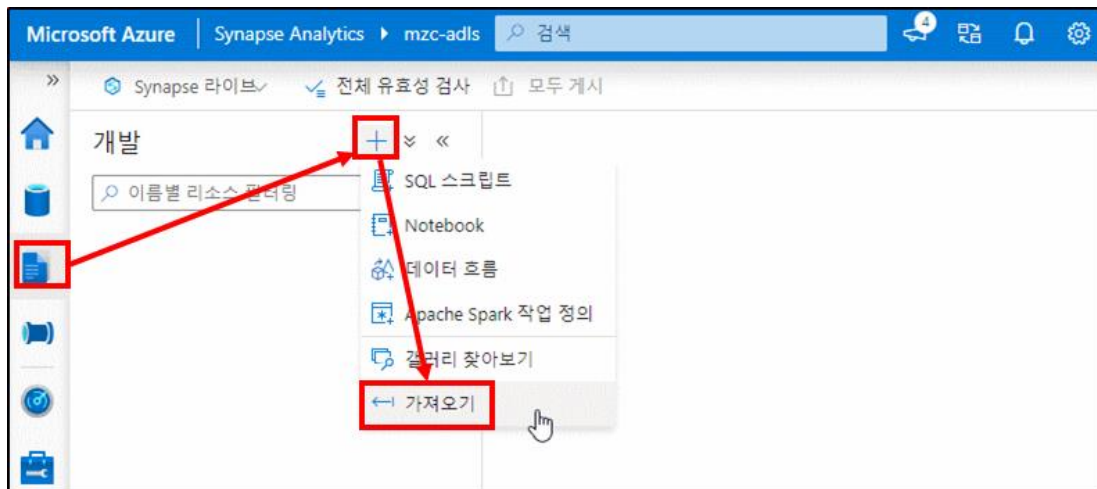 Microsoft Azure Synapse Analytics mzc-adls 검색 4
Synapse 라이브 전체 유효성 검사 모두 게시
개발
이름별 리소스 필터링
SQL 스크립트
Notebook
데이터 흐름
Apache Spark 작업 정의
갤러리 찾아보기
가져오기